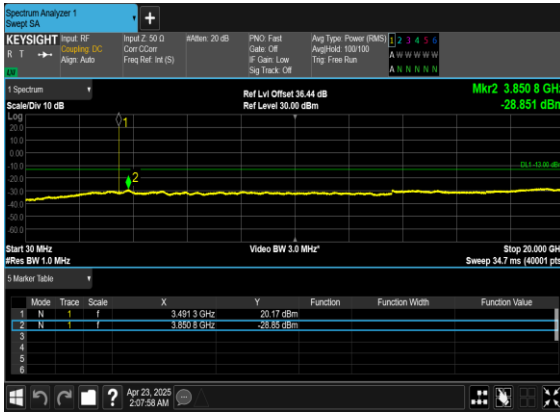 Spectrum Analyzer 1
Swept SA
+
KEYSIGHT
R T
LXI
Input: RF
Coupling: DC
Align: Auto
Input Z: 50 Ω
Corr CCorr
Freq Ref: Int (S)
#Atten: 20 dB
PNO: Fast
Gate: Off
IF Gain: Low
Sig Track: Off
Avg Type: Power (RMS)
Avg|Hold: 100/100
Trig: Free Run
1 2 3 4 5 6
A W W W W W
A N N N N N
1 Spectrum
Scale/Div 10 dB
Ref Lvl Offset 36.44 dB
Ref Level 30.00 dBm
Mkr2 3.850 8 GHz
-28.851 dBm
Log
20.0
10.0
0.00
-10.0
-20.0
-30.0
-40.0
-50.0
-60.0
1
2
DL1 -13.00 dBm
Start 30 MHz
#Res BW 1.0 MHz
Video BW 3.0 MHz*
Stop 20.000 GHz
Sweep 34.7 ms (40001 pts)
5 Marker Table
Mode Trace Scale X Y Function Function Width Function Value
1 N 1 f 3.491 3 GHz 20.17 dBm
2 N 1 f 3.850 8 GHz -28.85 dBm
3
4
5
6
?
Apr 23, 2025
2:07:58 AM